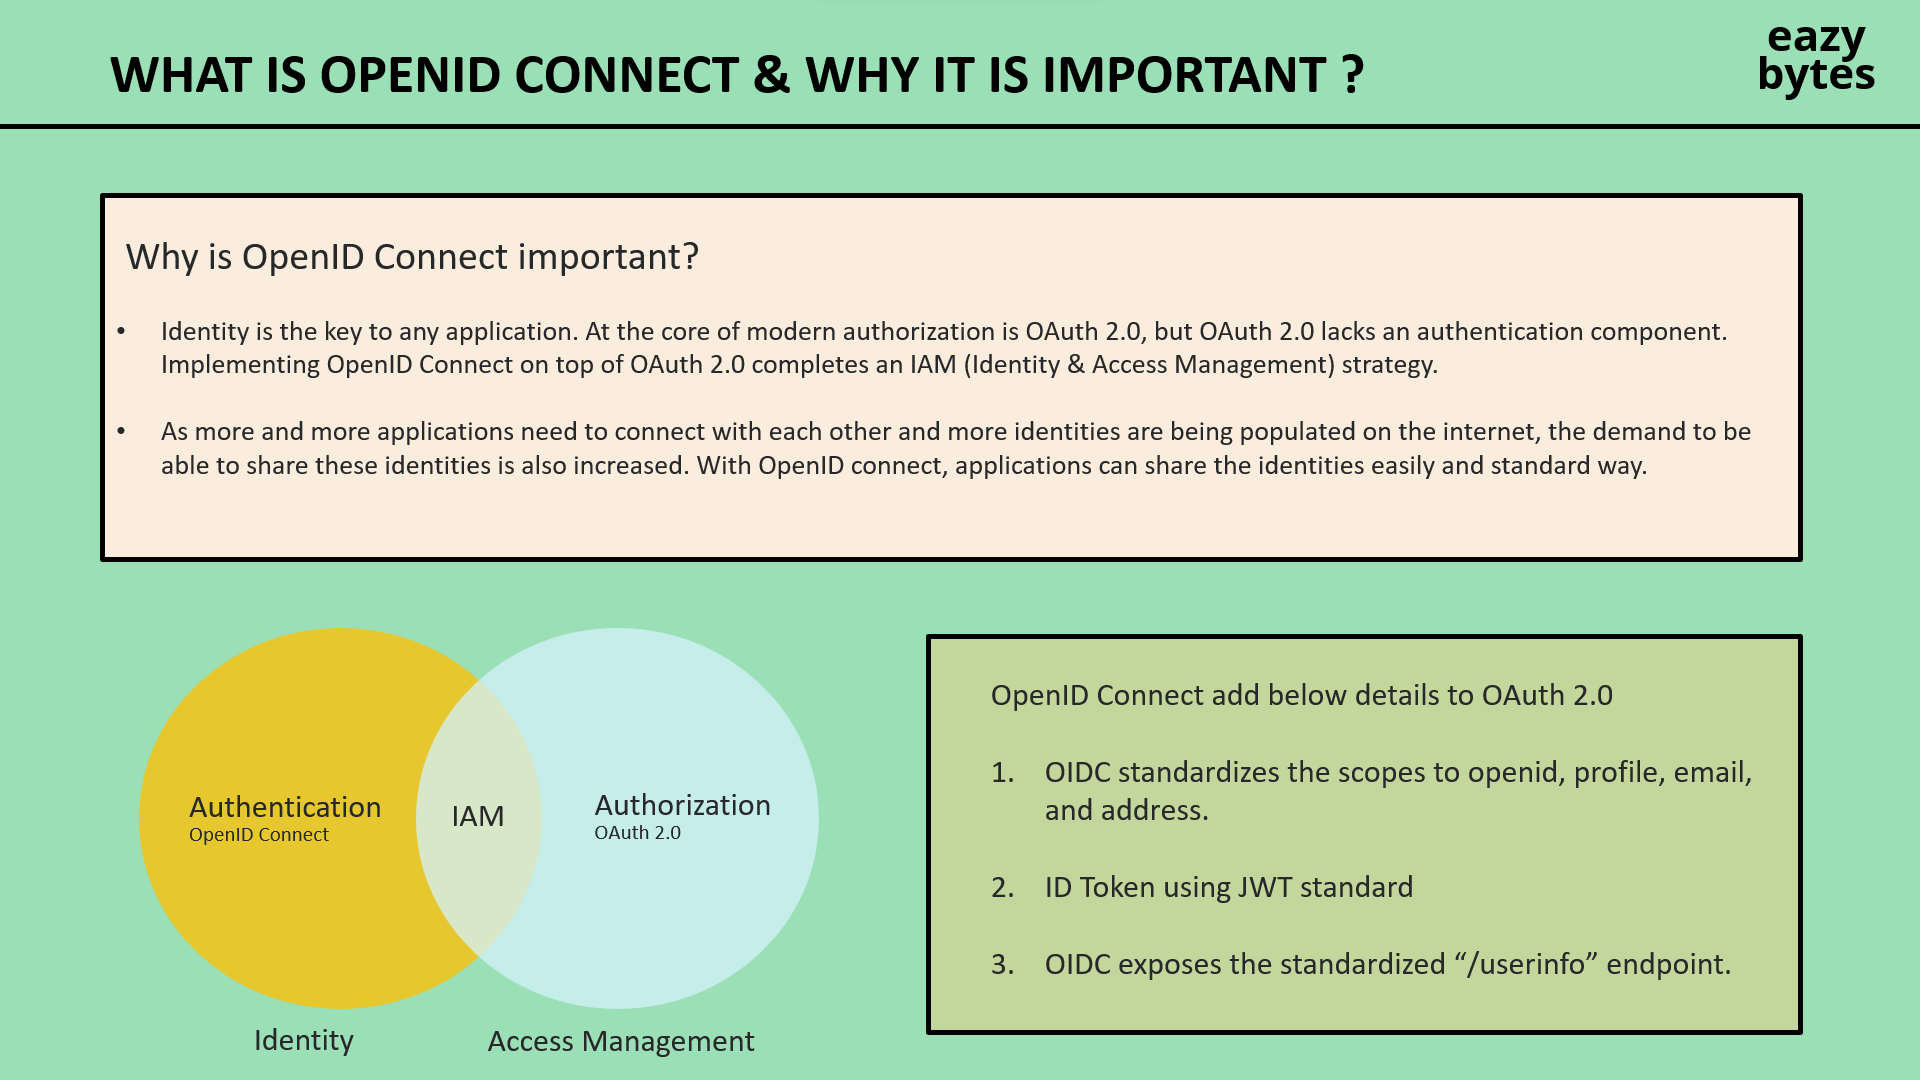 WHAT IS OPENID CONNECT & WHY IT IS IMPORTANT ?
eazy
bytes
Why is OpenID Connect important?
• Identity is the key to any application. At the core of modern authorization is OAuth 2.0, but OAuth 2.0 lacks an authentication component.
Implementing OpenID Connect on top of OAuth 2.0 completes an IAM (Identity & Access Management) strategy.
• As more and more applications need to connect with each other and more identities are being populated on the internet, the demand to be
able to share these identities is also increased. With OpenID connect, applications can share the identities easily and standard way.
Authentication
OpenID Connect
IAM
Authorization
OAuth 2.0
Identity
Access Management
OpenID Connect add below details to OAuth 2.0
1. OIDC standardizes the scopes to openid, profile, email,
and address.
2. ID Token using JWT standard
3. OIDC exposes the standardized “/userinfo” endpoint.